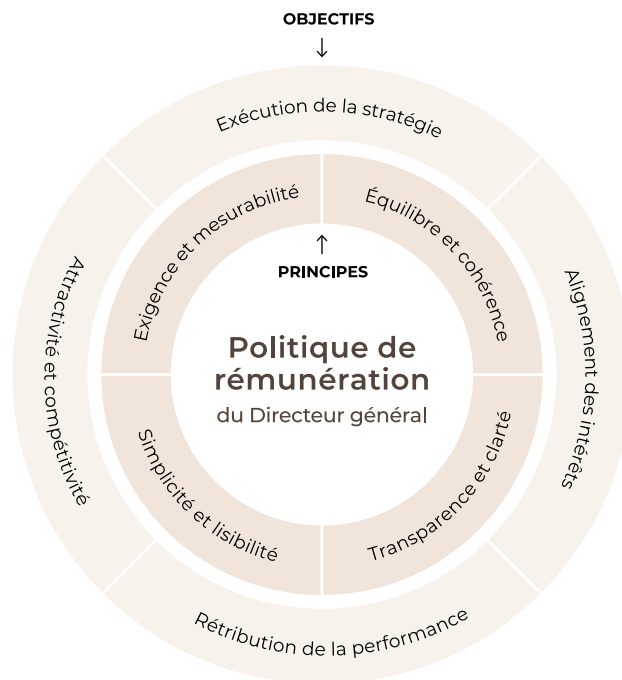 OBJECTIFS
Exécution de la stratégie
Exigence et mesurabilité
Équilibre et cohérence
PRINCIPES
Attractivité et compétitivité
Alignement des intérêts
Politique de
rémunération
du Directeur général
Simplicité et lisibilité
Transparence et clarté
Rétribution de la performance